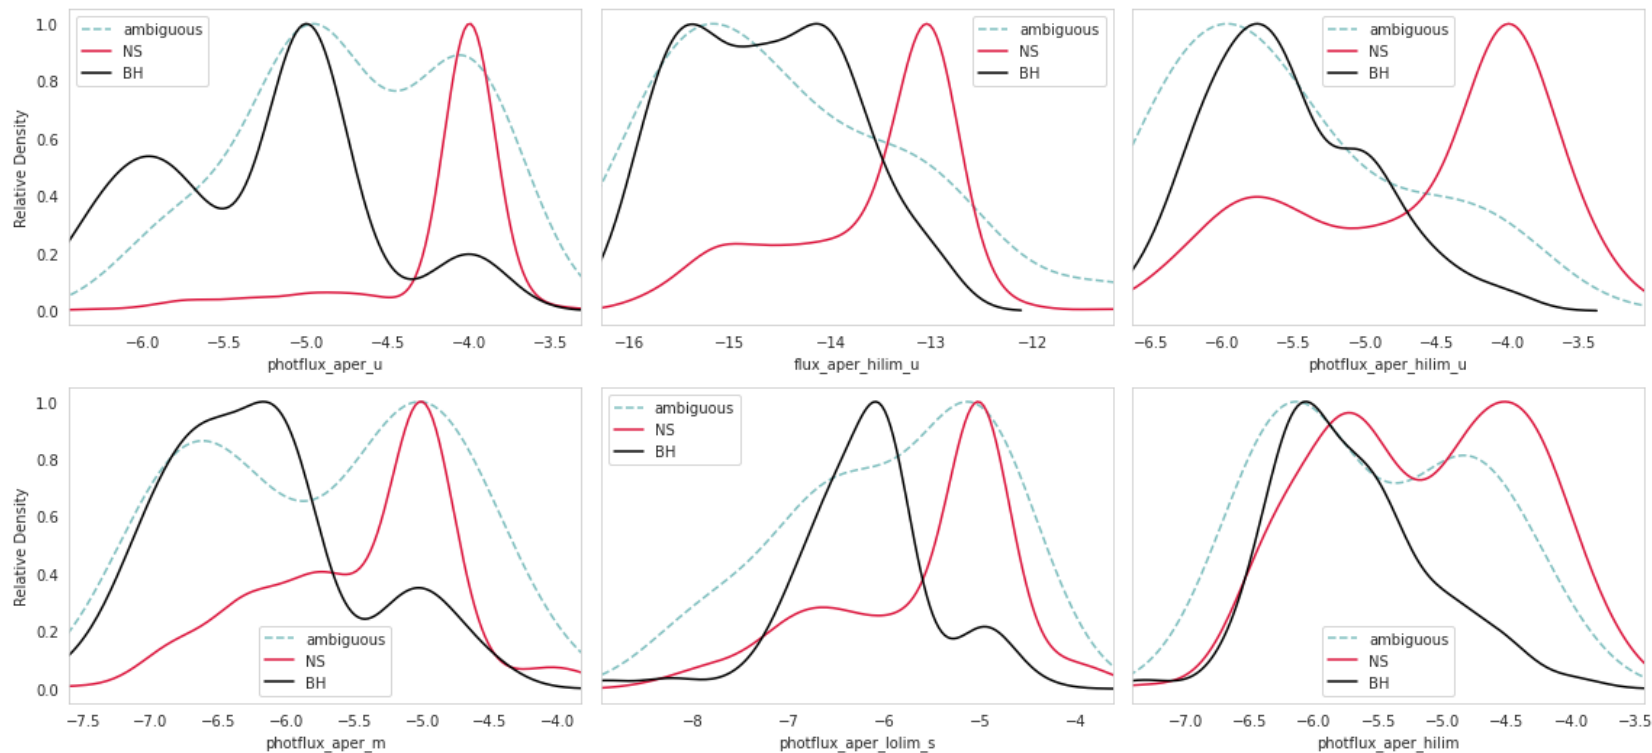 Relative Density
1.0
0.8
0.6
0.4
0.2
0.0
ambiguous
NS
BH
−6.0 −5.5 −5.0 −4.5 −4.0 −3.5
photflux_aper_u
ambiguous
NS
BH
−16 −15 −14 −13 −12
flux_aper_hilim_u
ambiguous
NS
BH
−6.5 −6.0 −5.5 −5.0 −4.5 −4.0 −3.5
photflux_aper_hilim_u
Relative Density
1.0
0.8
0.6
0.4
0.2
0.0
ambiguous
NS
BH
−7.5 −7.0 −6.5 −6.0 −5.5 −5.0 −4.5 −4.0
photflux_aper_m
ambiguous
NS
BH
−8 −7 −6 −5 −4
photflux_aper_lolim_s
ambiguous
NS
BH
−7.0 −6.5 −6.0 −5.5 −5.0 −4.5 −4.0 −3.5
photflux_aper_hilim